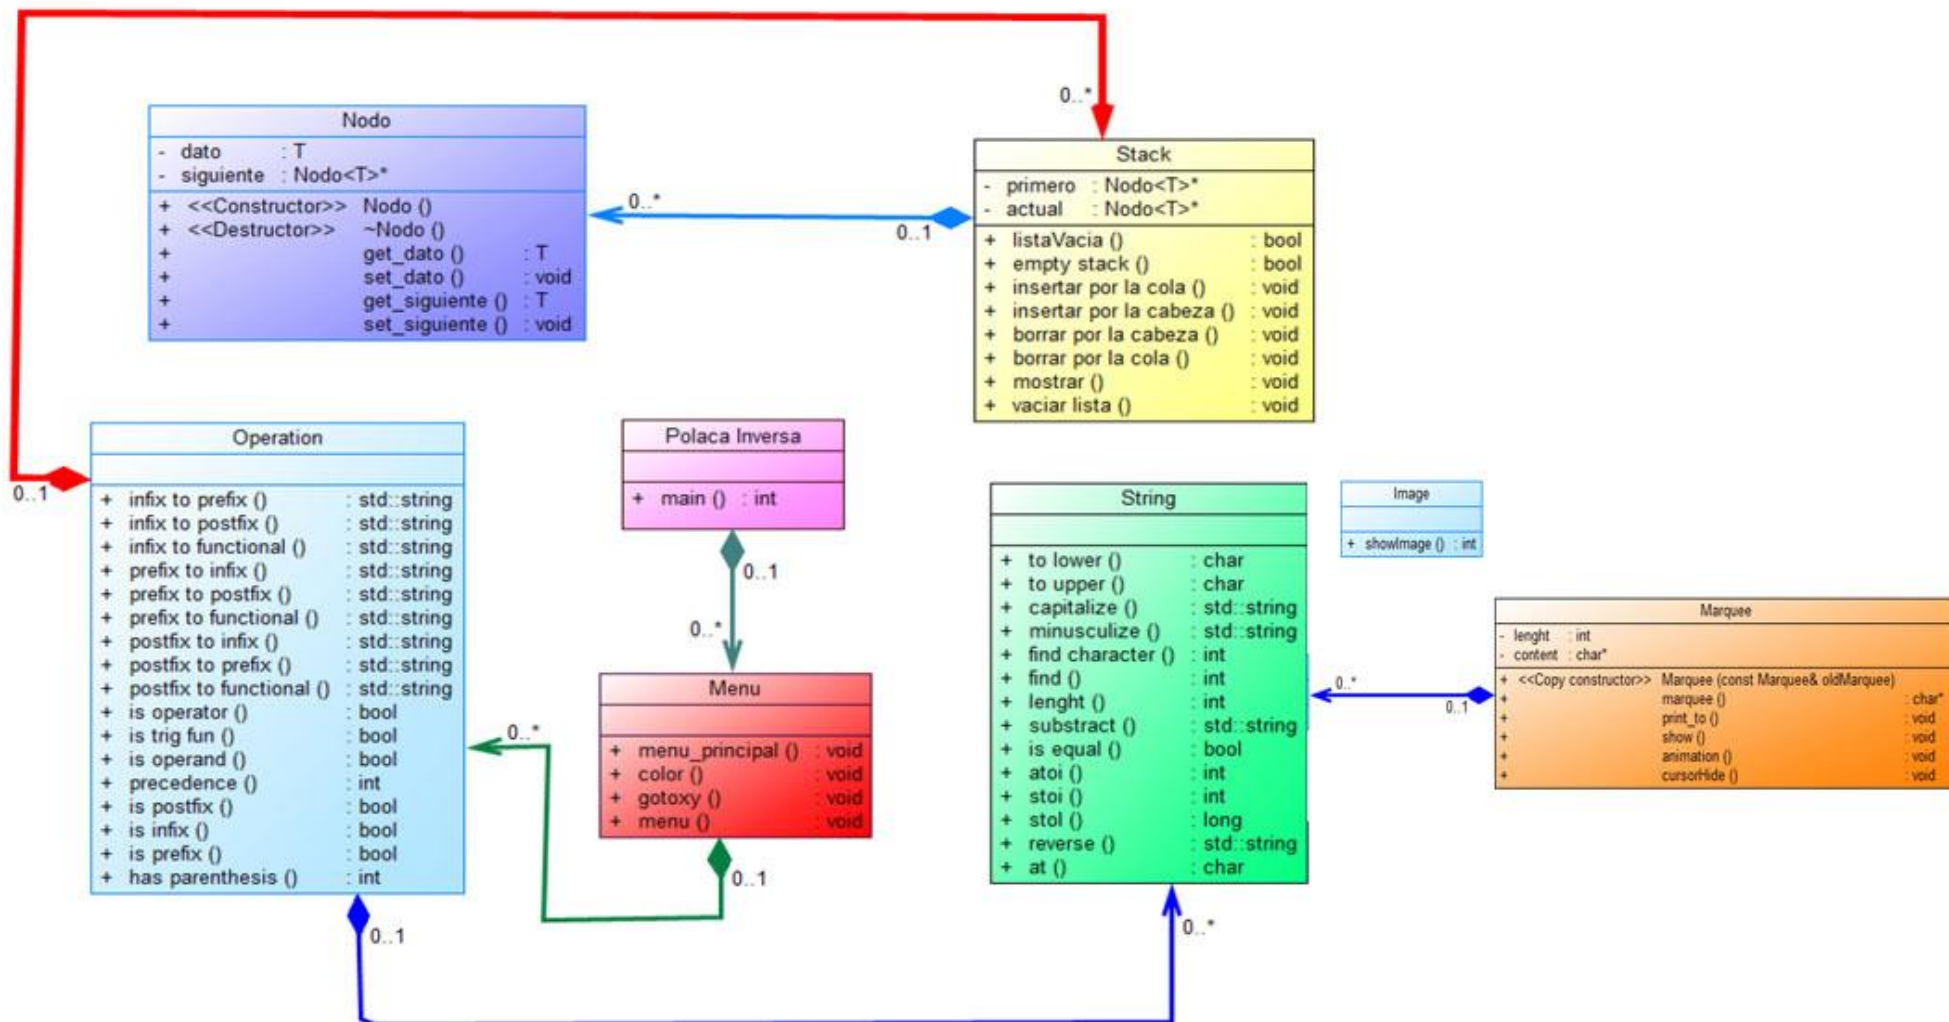 0..*
Nodo
- dato : T
- siguiente : Nodo<T>*
+ <<Constructor>> Nodo ()
+ <<Destructor>> ~Nodo ()
+ get_dato () : T
+ set_dato () : void
+ get_siguiente () : T
+ set_siguiente () : void
0..*
0..1
Stack
- primero : Nodo<T>*
- actual : Nodo<T>*
+ listaVacia () : bool
+ empty stack () : bool
+ insertar por la cola () : void
+ insertar por la cabeza () : void
+ borrar por la cabeza () : void
+ borrar por la cola () : void
+ mostrar () : void
+ vaciar lista () : void
0..1
Operation
+ infix to prefix () : std::string
+ infix to postfix () : std::string
+ infix to functional () : std::string
+ prefix to infix () : std::string
+ prefix to postfix () : std::string
+ prefix to functional () : std::string
+ postfix to infix () : std::string
+ postfix to prefix () : std::string
+ postfix to functional () : std::string
+ is operator () : bool
+ is trig fun () : bool
+ is operand () : bool
+ precedence () : int
+ is postfix () : bool
+ is infix () : bool
+ is prefix () : bool
+ has parenthesis () : int
0..1
Polaca Inversa
+ main () : int
0..1
0..*
Menu
+ menu_principal () : void
+ color () : void
+ gotoxy () : void
+ menu () : void
0..*
0..1
String
+ to lower () : char
+ to upper () : char
+ capitalize () : std::string
+ minusculize () : std::string
+ find character () : int
+ find () : int
+ lenght () : int
+ substract () : std::string
+ is equal () : bool
+ atoi () : int
+ stoi () : int
+ stol () : long
+ reverse () : std::string
+ at () : char
0..*
Image
+ showImage () : int
0..*
0..1
Marquee
- lenght : int
- content : char*
+ <<Copy constructor>> Marquee (const Marquee& oldMarquee)
+ marquee () : char*
+ print_to () : void
+ show () : void
+ animation () : void
+ cursorHide () : void